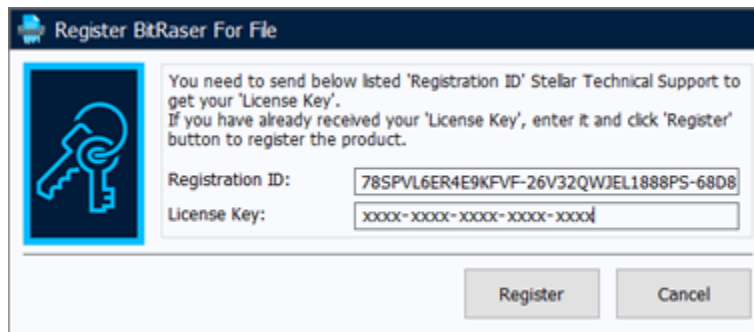 Register BitRaser For File
You need to send below listed 'Registration ID' Stellar Technical Support to
get your 'License Key'.
If you have already received your 'License Key', enter it and click 'Register'
button to register the product.
Registration ID: 78SPVL6ER4E9KFVF-26V32QWJEL1888PS-68D8
License Key: xxxx-xxxx-xxxx-xxxx-xxxx
Register Cancel